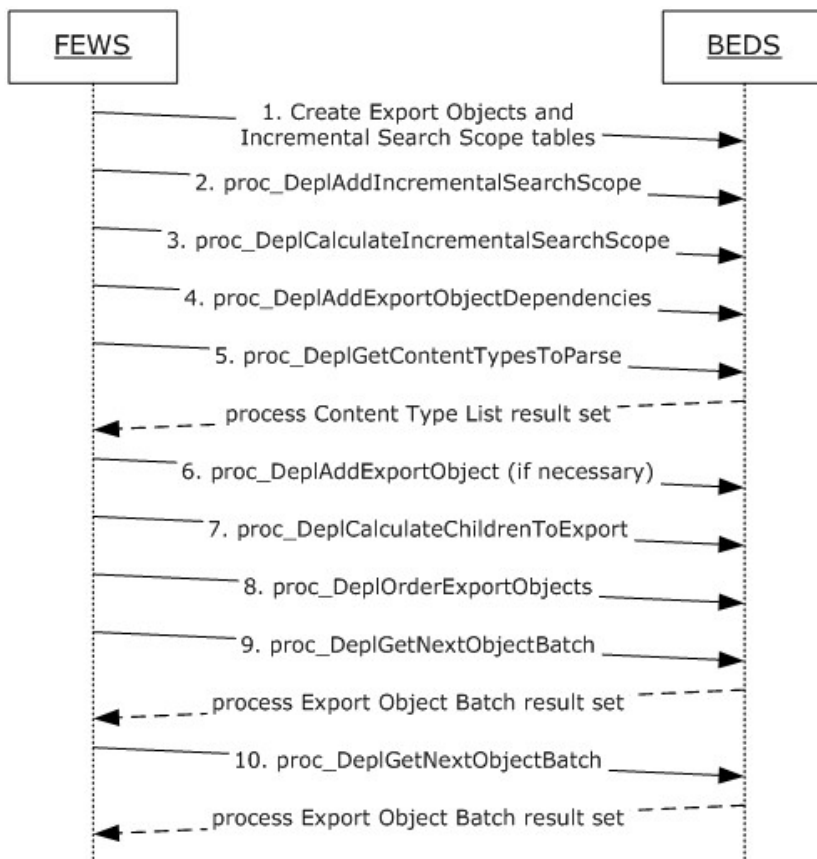 FEWS
BEDS
1. Create Export Objects and
Incremental Search Scope tables
2. proc_DeplAddIncrementalSearchScope
3. proc_DeplCalculateIncrementalSearchScope
4. proc_DeplAddExportObjectDependencies
5. proc_DeplGetContentTypesToParse
process Content Type List result set
6. proc_DeplAddExportObject (if necessary)
7. proc_DeplCalculateChildrenToExport
8. proc_DeplOrderExportObjects
9. proc_DeplGetNextObjectBatch
process Export Object Batch result set
10. proc_DeplGetNextObjectBatch
process Export Object Batch result set